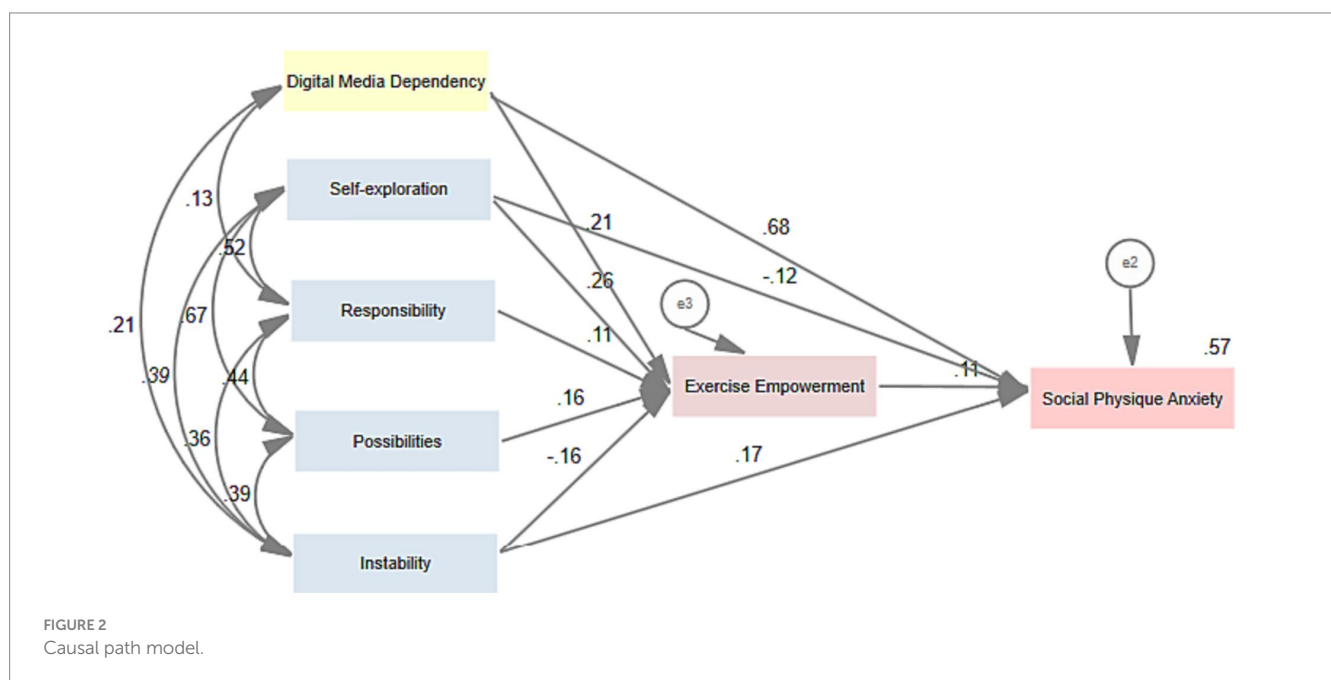 Digital Media Dependency
Self-exploration
.13
.52
.21
.68
-.12
e2
.26
e3
Responsibility
.21
.67
.11
.57
.39
.44
Exercise Empowerment
.11
Social Physique Anxiety
.16
Possibilities
.36
-.16
.17
.39
Instability
FIGURE 2
Causal path model.